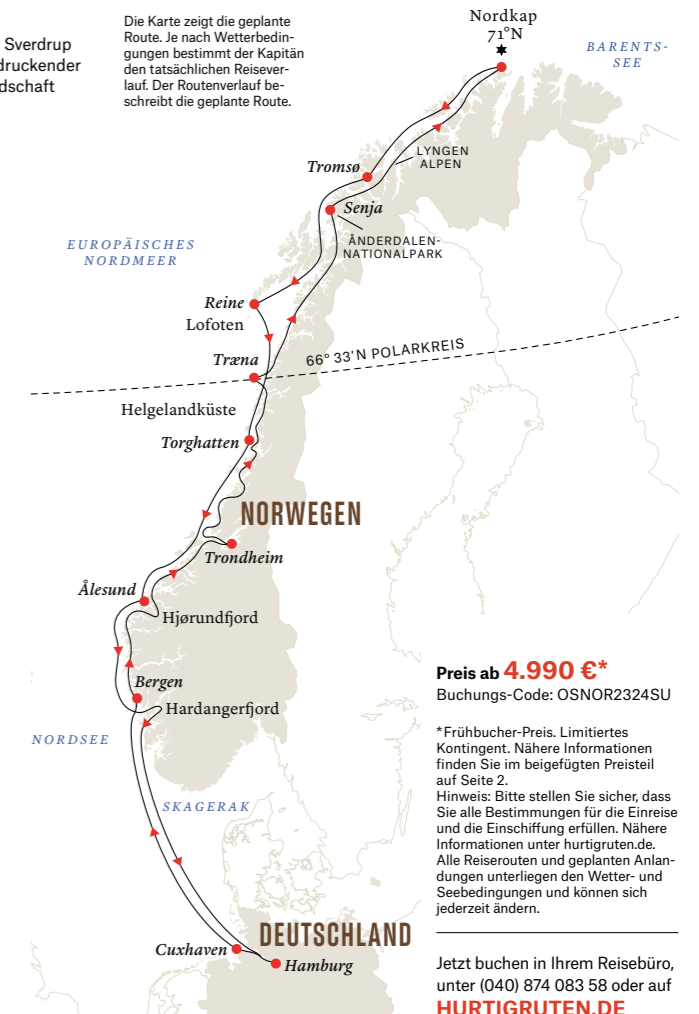 Sverdrup
druckender
dschaft
Die Karte zeigt die geplante
Route. Je nach Wetterbedin-
gungen bestimmt der Kapitän
den tatsächlichen Reisever-
lauf. Der Routenverlauf be-
schreibt die geplante Route.
Nordkap
71°N
BARENTS-
SEE
LYNGEN
ALPEN
Tromsø
Senja
ÅNDERDALEN-
NATIONALPARK
EUROPÄISCHES
NORDMEER
Reine
Lofoten
Træna
66° 33'N POLARKREIS
Helgelandküste
Torghatten
NORWEGEN
Trondheim
Ålesund
Hjørundfjord
Bergen
Hardangerfjord
NORDSEE
SKAGERAK
DEUTSCHLAND
Cuxhaven
Hamburg
Preis ab 4.990 €*
Buchungs-Code: OSNOR2324SU
*Frühbucher-Preis. Limitiertes
Kontingent. Nähere Informationen
finden Sie im beigefügten Preisteil
auf Seite 2.
Hinweis: Bitte stellen Sie sicher, dass
Sie alle Bestimmungen für die Einreise
und die Einschiffung erfüllen. Nähere
Informationen unter hurtigruten.de.
Alle Reiserouten und geplanten Anlan-
dungen unterliegen den Wetter- und
Seebedingungen und können sich
jederzeit ändern.
Jetzt buchen in Ihrem Reisebüro,
unter (040) 874 083 58 oder auf
HURTIGRUTEN.DE